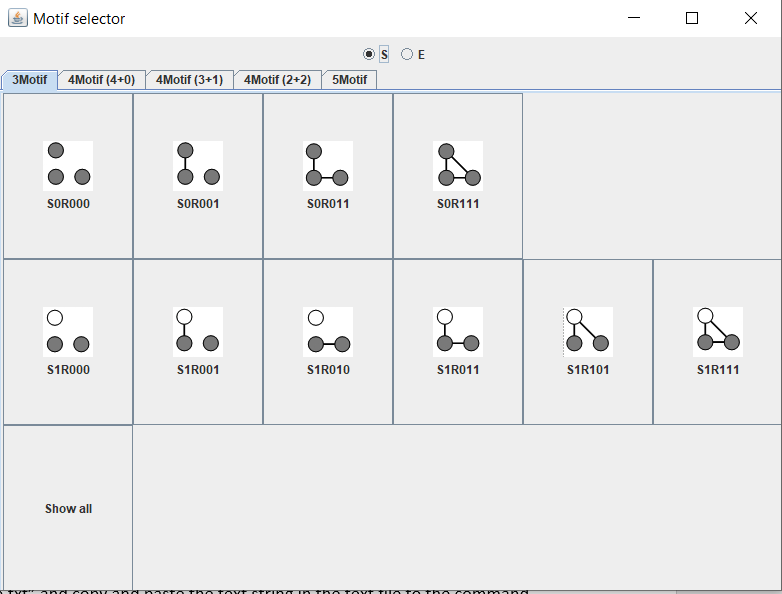 Motif selector
S E
3Motif 4Motif (4+0) 4Motif (3+1) 4Motif (2+2) 5Motif
S0R000 S0R001 S0R011 S0R111
S1R000 S1R001 S1R010 S1R011 S1R101 S1R111
Show all
and copy and paste the text string in the text file to the command